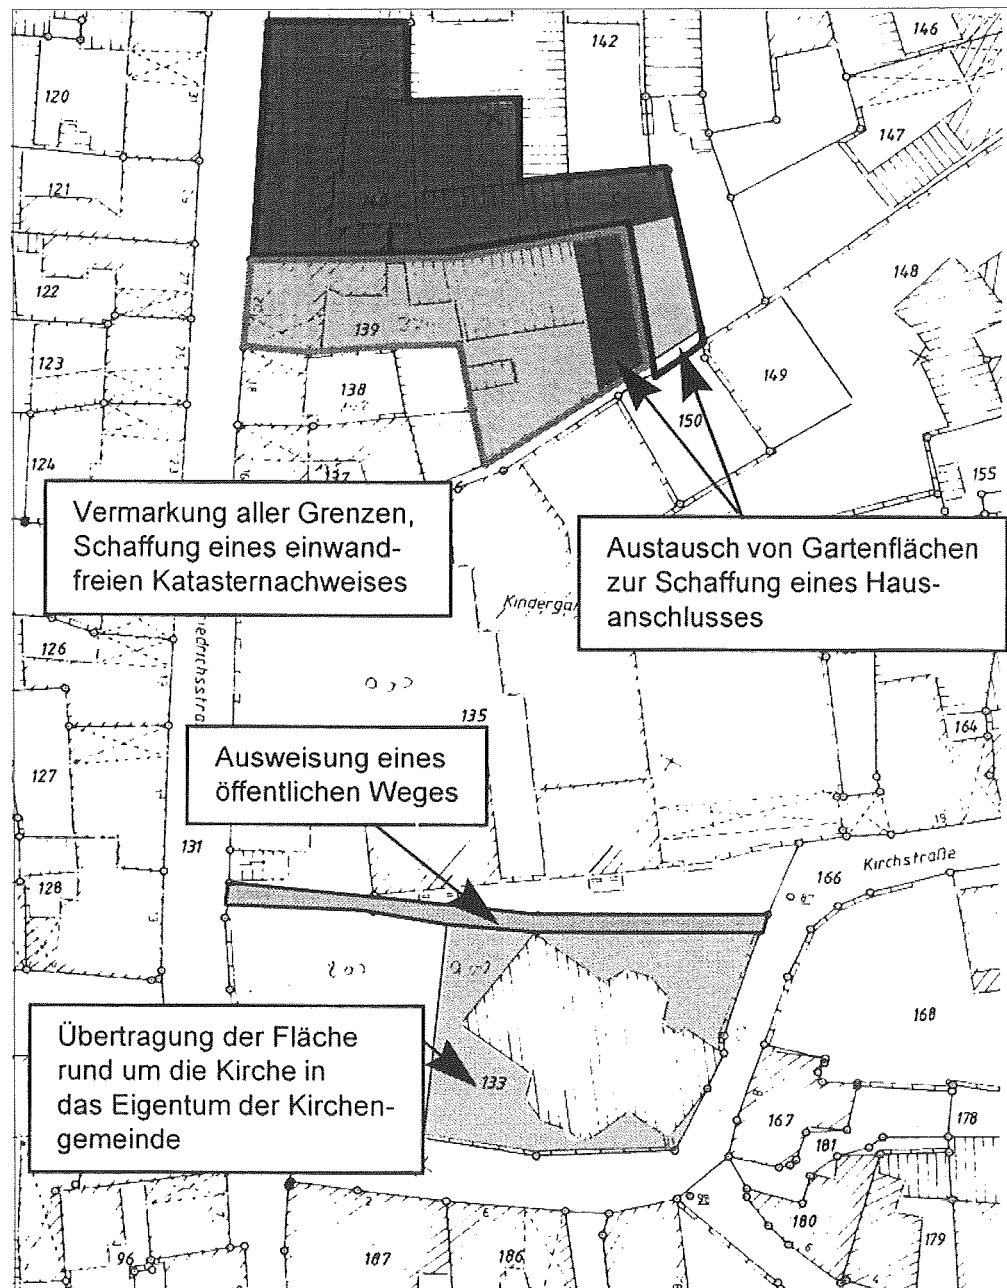 146
142
120
147
121
148
122
139
123
149
138
150
124
137
155
Vermarkung aller Grenzen,
Schaffung eines einwand-
freien Katasternachweises
Austausch von Gartenflächen
zur Schaffung eines Haus-
anschlusses
Kindergar
126
iedrichsstra
135
164
Ausweisung eines
öffentlichen Weges
127
19
131
Kirchstraße
128
166
168
Übertragung der Fläche
rund um die Kirche in
das Eigentum der Kirchen-
gemeinde
133
167
178
181
180
179
96
187
186